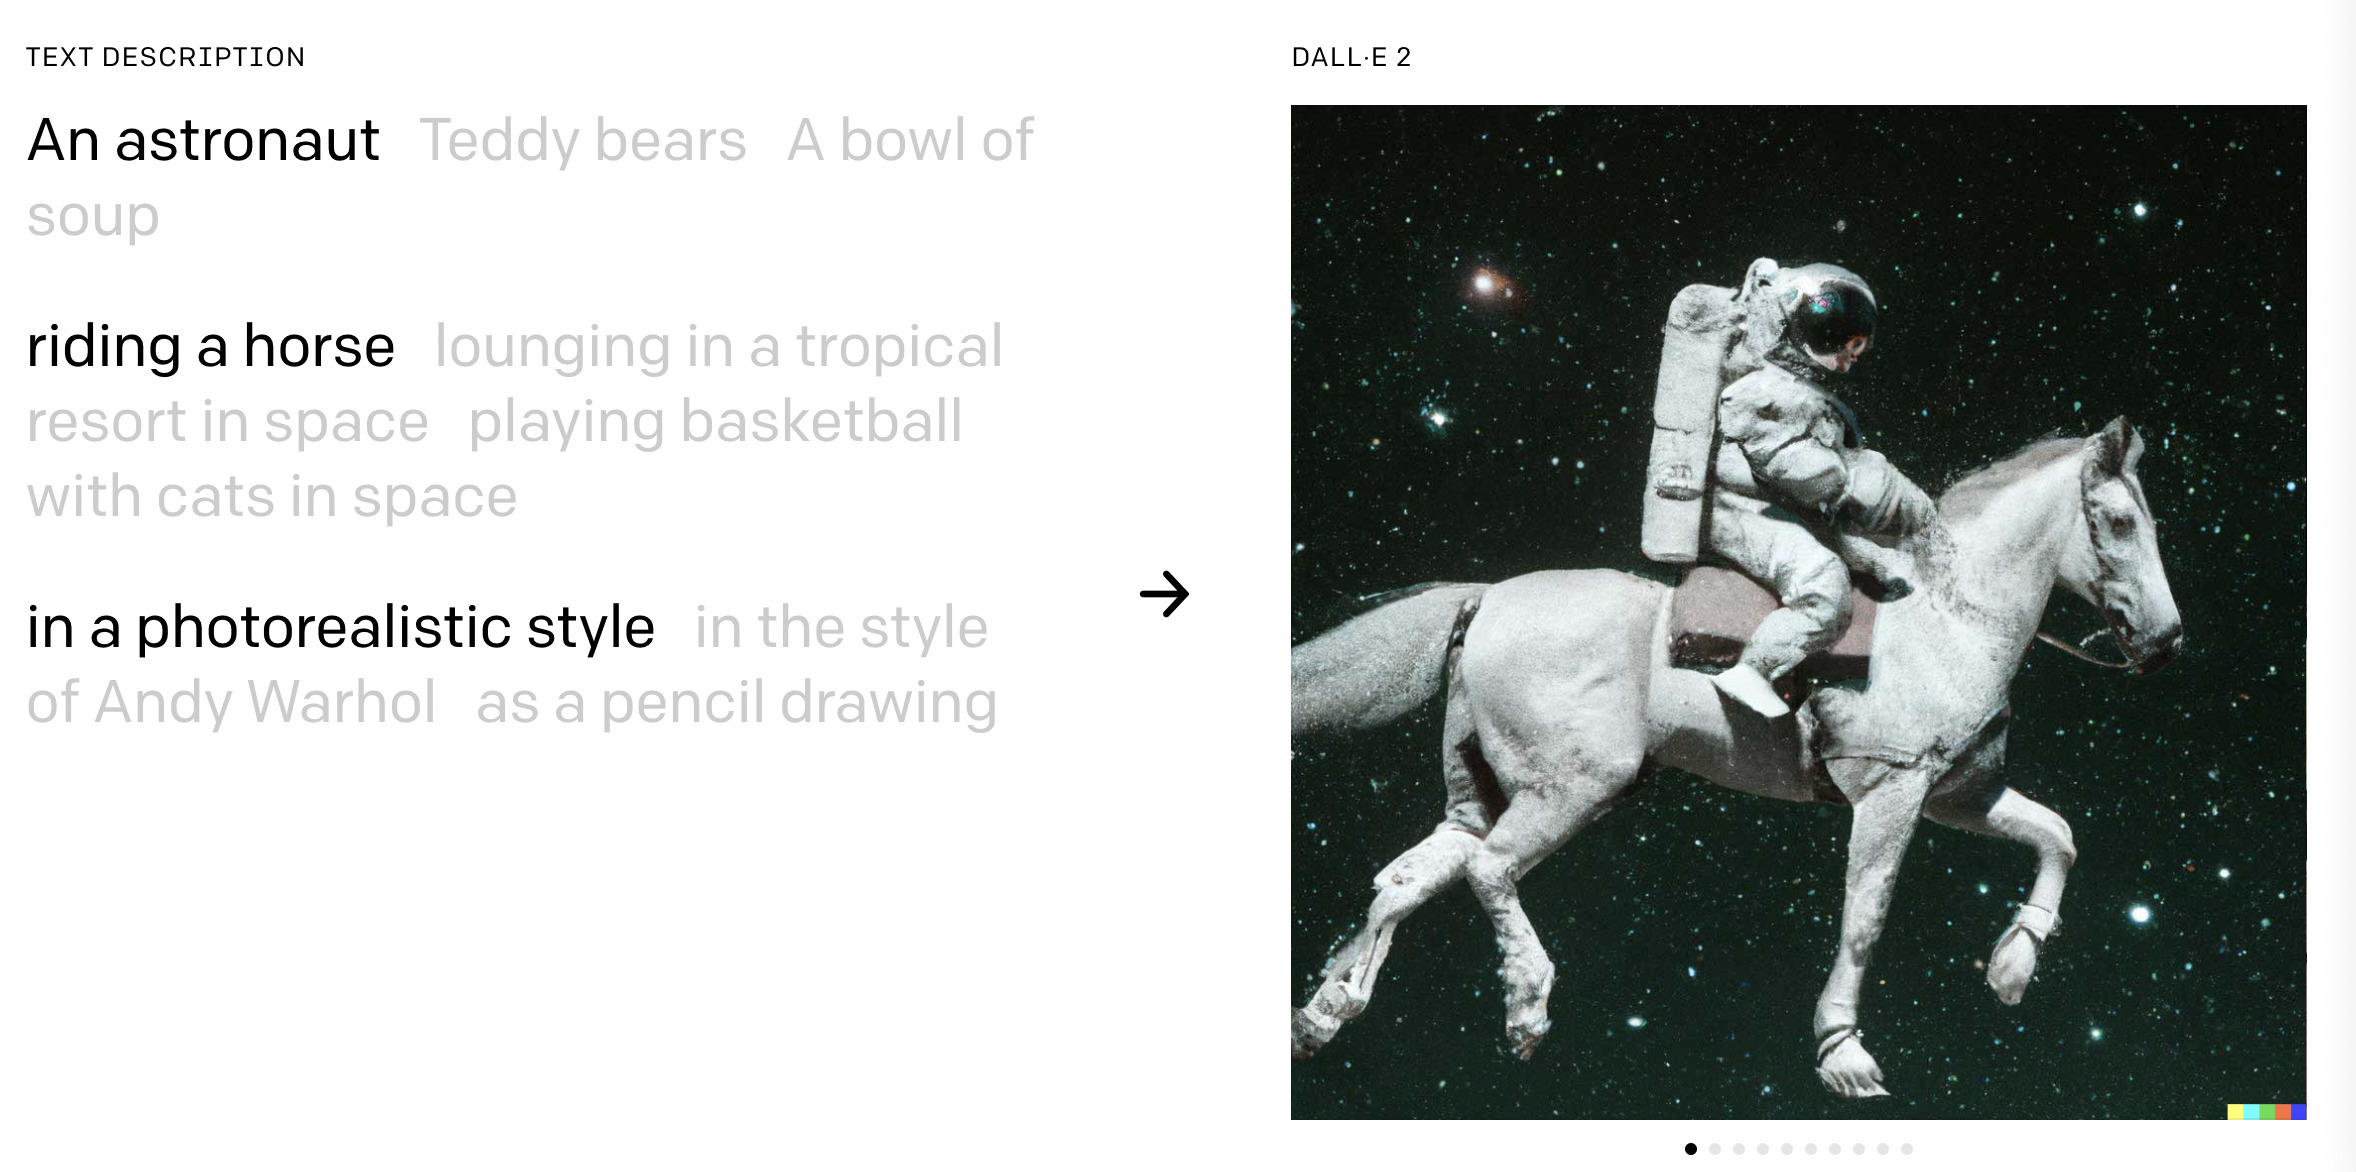 TEXT DESCRIPTION
An astronaut Teddy bears A bowl of
soup
riding a horse lounging in a tropical
resort in space playing basketball
with cats in space
in a photorealistic style in the style
of Andy Warhol as a pencil drawing
DALL·E 2